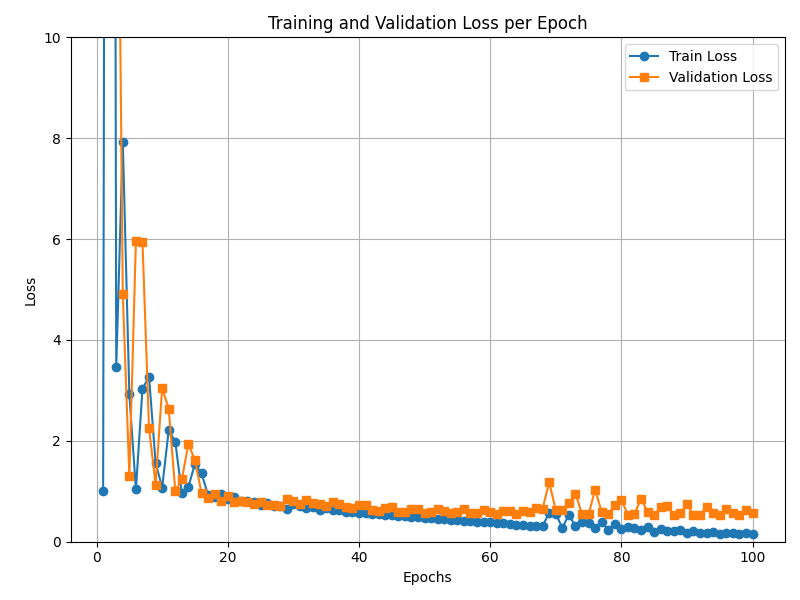 Training and Validation Loss per Epoch
10
8
6
4
2
0
Loss
Train Loss
Validation Loss
0 20 40 60 80 100
Epochs